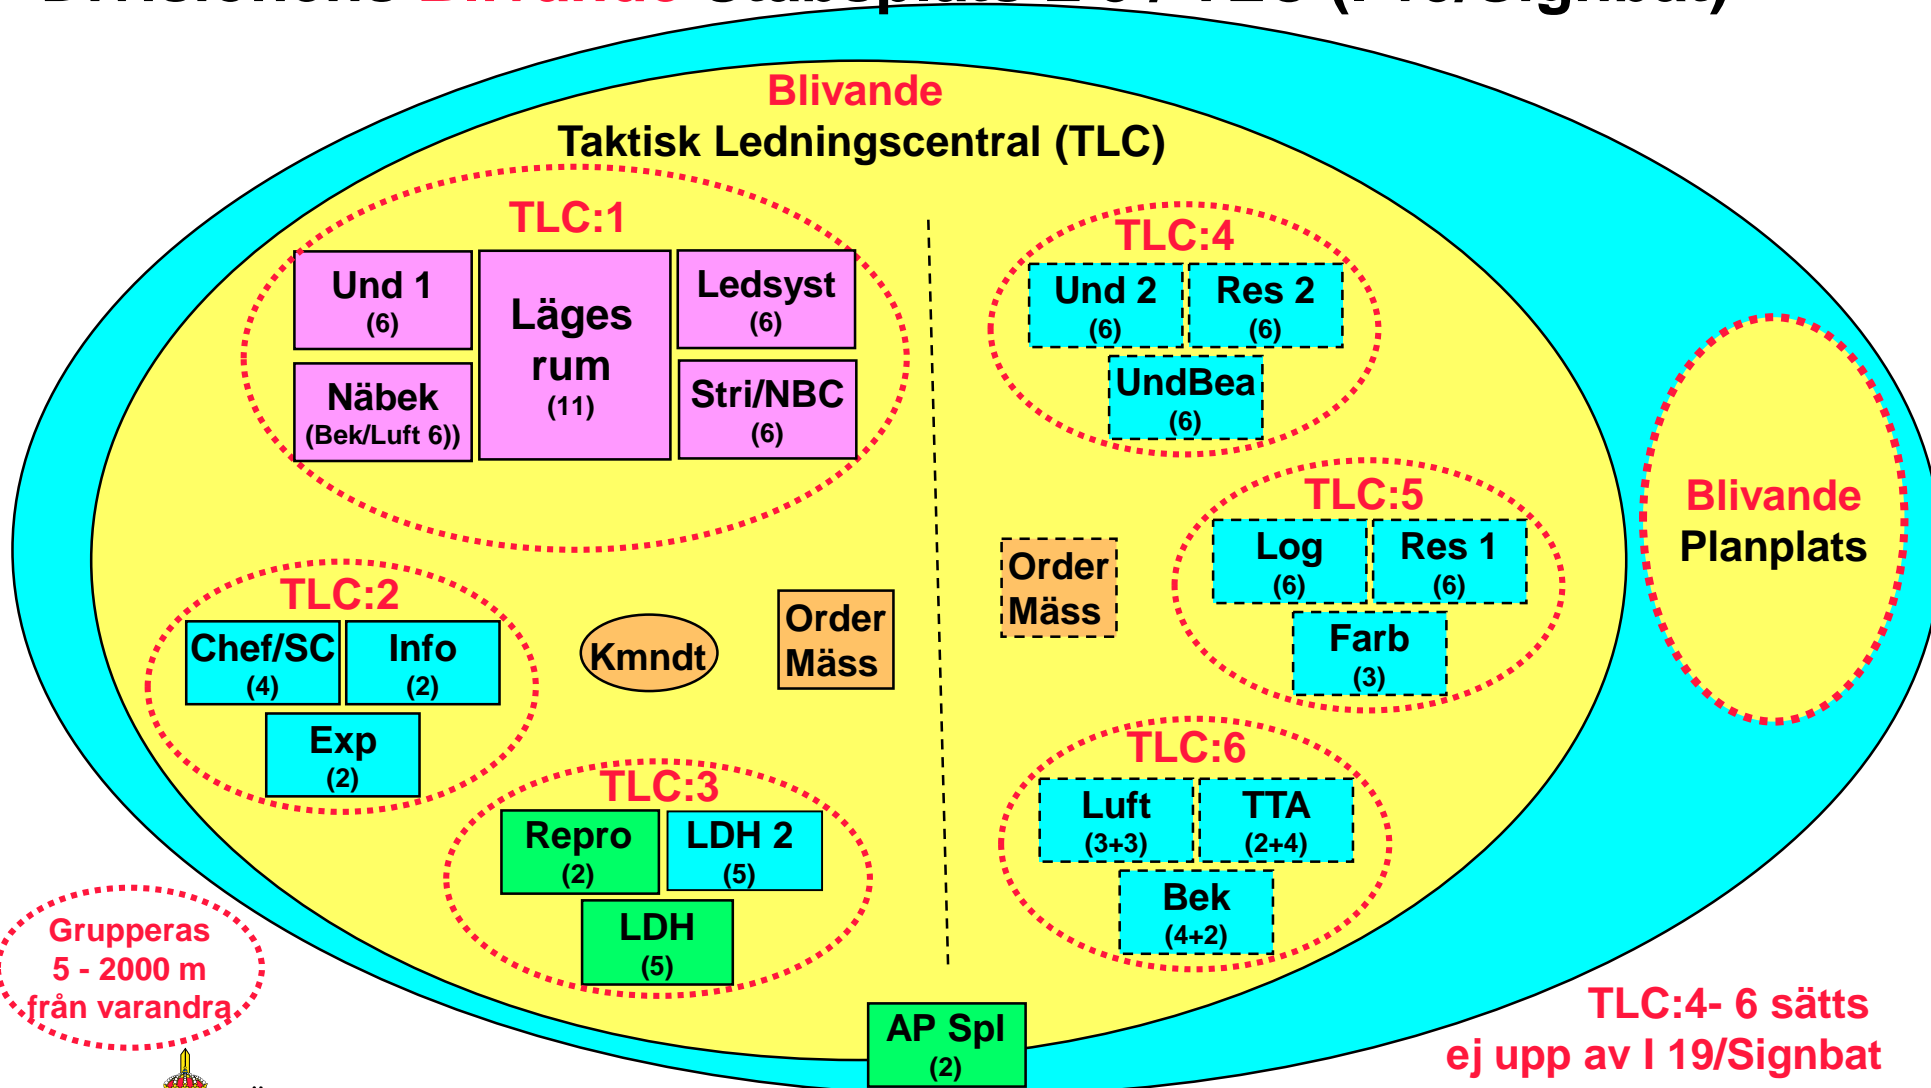 Blivande
Taktisk Ledningscentral (TLC)
TLC:1
Und 1
(6)
Läges
rum
(11)
Ledsyst
(6)
Näbek
(Bek/Luft 6))
Stri/NBC
(6)
TLC:4
Und 2
(6)
Res 2
(6)
UndBea
(6)
TLC:5
Log
(6)
Res 1
(6)
Farb
(3)
Blivande
Planplats
TLC:2
Chef/SC
(4)
Info
(2)
Exp
(2)
Kmndt
Order
Mäss
Order
Mäss
TLC:3
Repro
(2)
LDH 2
(5)
LDH
(5)
TLC:6
Luft
(3+3)
TTA
(2+4)
Bek
(4+2)
Grupperas
5 - 2000 m
från varandra
AP Spl
(2)
TLC:4- 6 sätts
ej upp av I 19/Signbat